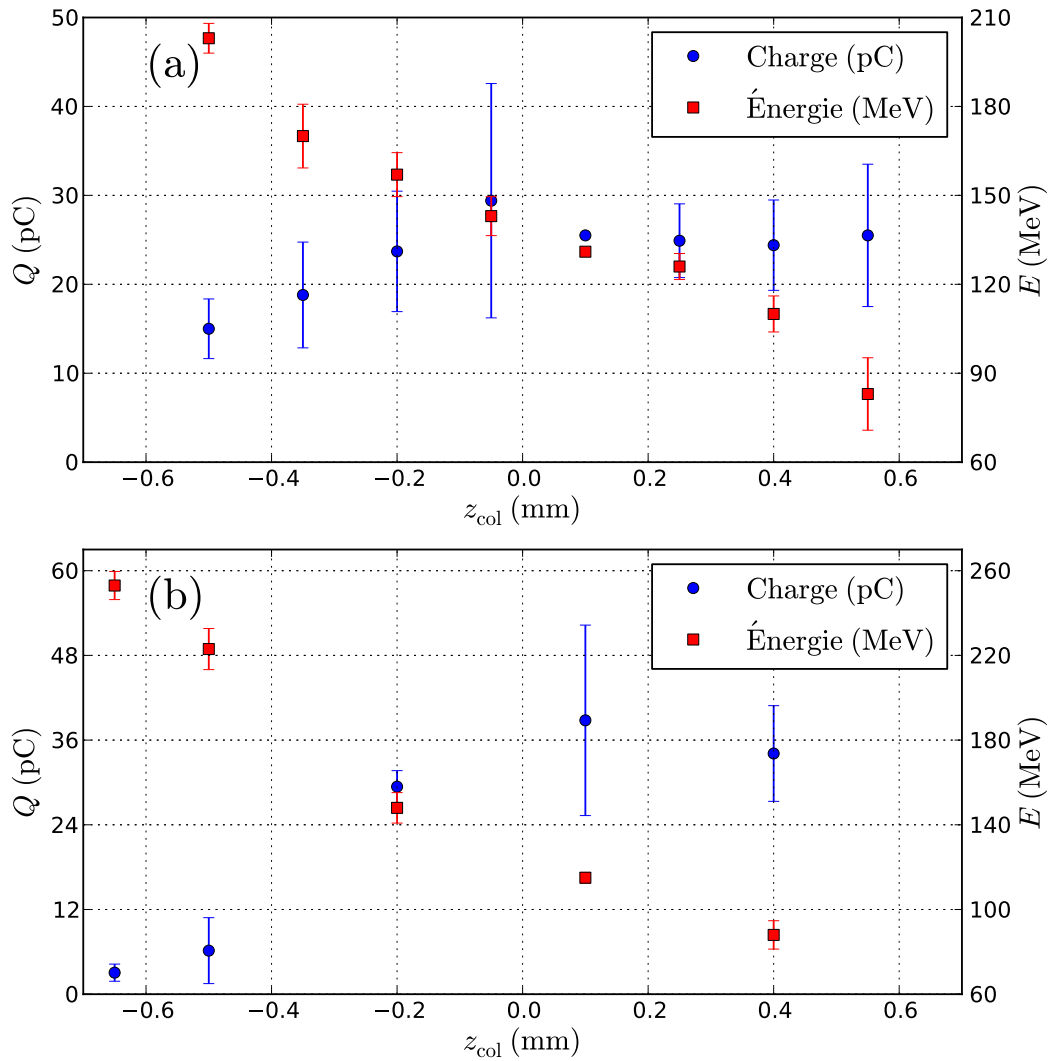 (a)
Charge (pC)
Énergie (MeV)
50
40
30
20
10
0
Q (pC)
210
180
150
120
90
60
E (MeV)
−0.6 −0.4 −0.2 0.0 0.2 0.4 0.6
z_col (mm)
(b)
Charge (pC)
Énergie (MeV)
60
48
36
24
12
0
Q (pC)
260
220
180
140
100
60
E (MeV)
−0.6 −0.4 −0.2 0.0 0.2 0.4 0.6
z_col (mm)